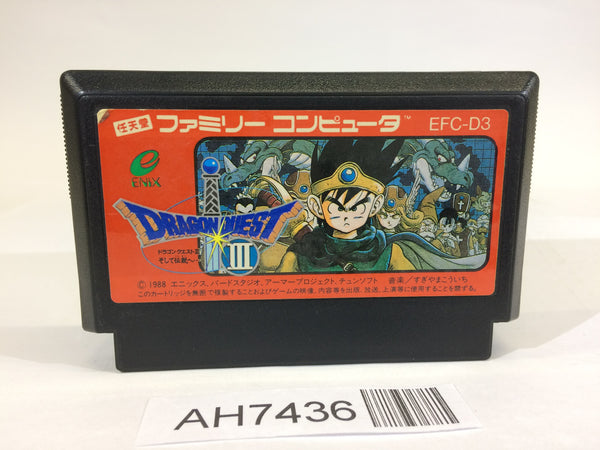 任天堂 ファミリー コンピュータ™ EFC-D3
ENIX
DRAGON QUEST
III
ドラゴンクエストIII
そして伝説へ…
© 1988 エニックス、バードスタジオ、アーマープロジェクト、チュンソフト 音楽/すぎやまこういち
このカートリッジを無断で複製することおよびゲームの映像、内容等を出版、上映、上演等に使用することを禁ずる。
AH7436